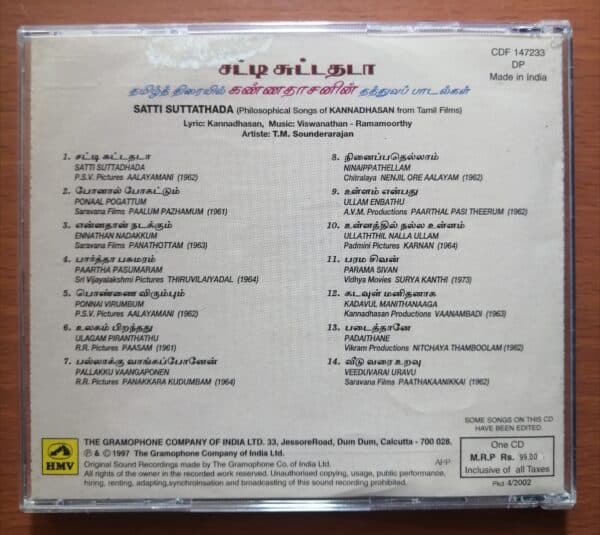 சட்டி சுட்டதடா
தமிழ்த் திரையில் கண்ணதாசனின் தத்துவப் பாடல்கள்
CDF 147233
DP
Made in India
SATTI SUTTATHADA (Philosophical Songs of KANNADHASAN from Tamil Films)
Lyric: Kannadhasan, Music: Viswanathan - Ramamoorthy
Artiste: T.M. Sounderarajan
1. சட்டி சுட்டதடா
SATTI SUTTADHADA
P.S.V. Pictures AALAYAMANI (1962)
2. போனால் போகட்டும்
PONAAL POGATTUM
Saravana Films PAALUM PAZHAMUM (1961)
3. என்னதான் நடக்கும்
ENNATHAN NADAKKUM
Saravana Films PANATHOTTAM (1963)
4. பார்த்தா பசுமரம்
PAARTHA PASUMARAM
Sri Vijayalakshmi Pictures THIRUVILAIYADAL (1964)
5. பொண்ணை விரும்பும்
PONNAI VIRUMBUM
P.S.V. Pictures AALAYAMANI (1962)
6. உலகம் பிறந்தது
ULAGAM PIRANTHATHU
R.R. Pictures PAASAM (1961)
7. பல்லாக்கு வாங்கப்போனேன்
PALLAKKU VAANGAPONEN
R.R. Pictures PANAKKARA KUDUMBAM (1964)
8. நினைப்பதெல்லாம்
NINAIPPATHELLAM
Chitralaya NENJIL ORE AALAYAM (1962)
9. உள்ளம் என்பது
ULLAM ENBATHU
A.V.M. Productions PAARTHAL PASI THEERUM (1962)
10. உள்ளத்தில் நல்ல உள்ளம்
ULLATHTHIL NALLA ULLAM
Padmini Pictures KARNAN (1964)
11. பரம சிவன்
PARAMA SIVAN
Vidhya Movies SURYA KANTHI (1973)
12. கடவுள் மனிதனாக
KADAVUL MANITHANAAGA
Kannadhasan Productions VAANAMBADI (1963)
13. படைத்தானே
PADAITHANE
Vikram Productions NITCHAYA THAMBOOLAM (1962)
14. வீடு வரை உறவு
VEEDUVARAI URAVU
Saravana Films PAATHAKAANIKKAI (1962)
SOME SONGS ON THIS CD
HAVE BEEN EDITED.
HMV
THE GRAMOPHONE COMPANY OF INDIA LTD. 33, JessoreRoad, Dum Dum, Calcutta - 700 028.
℗ & © 1997 The Gramophone Company of India Ltd.
Original Sound Recordings made by The Gramophone Co. of India Ltd.
All rights of the owner in the recorded work reserved. Unauthorised copying, usage, public performance,
hiring, renting, adapting,synchroinsation and broadcasting of this sound recording prohibited.
One CD
M.R.P Rs. 99.00
Inclusive of all Taxes
Pkd 4/2002